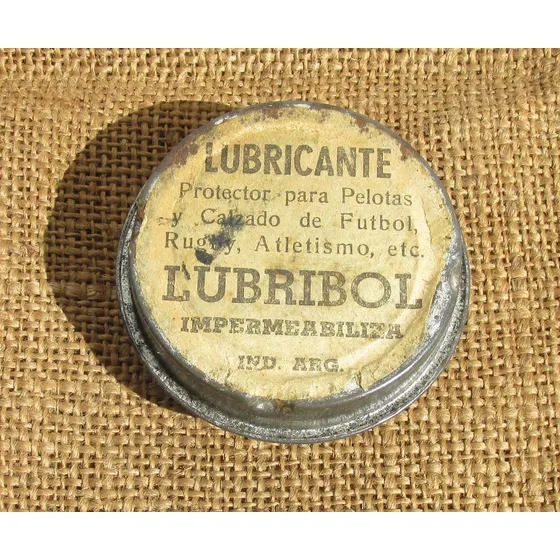 LUBRICANTE
Protector para Pelotas
y Calzado de Futbol,
Rugby, Atletismo, etc.
LUBRIBOL
IMPERMEABILIZA
IND. ARG.